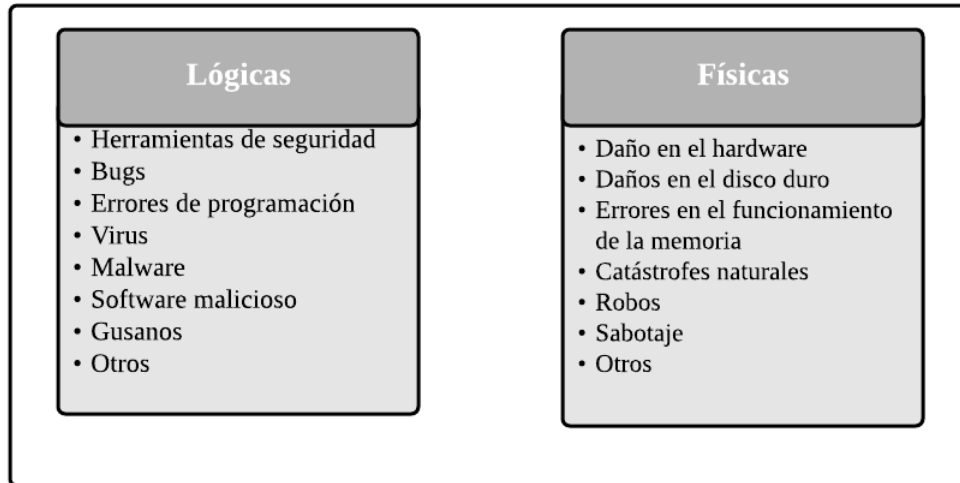 Lógicas
• Herramientas de seguridad
• Bugs
• Errores de programación
• Virus
• Malware
• Software malicioso
• Gusanos
• Otros
Físicas
• Daño en el hardware
• Daños en el disco duro
• Errores en el funcionamiento
de la memoria
• Catástrofes naturales
• Robos
• Sabotaje
• Otros